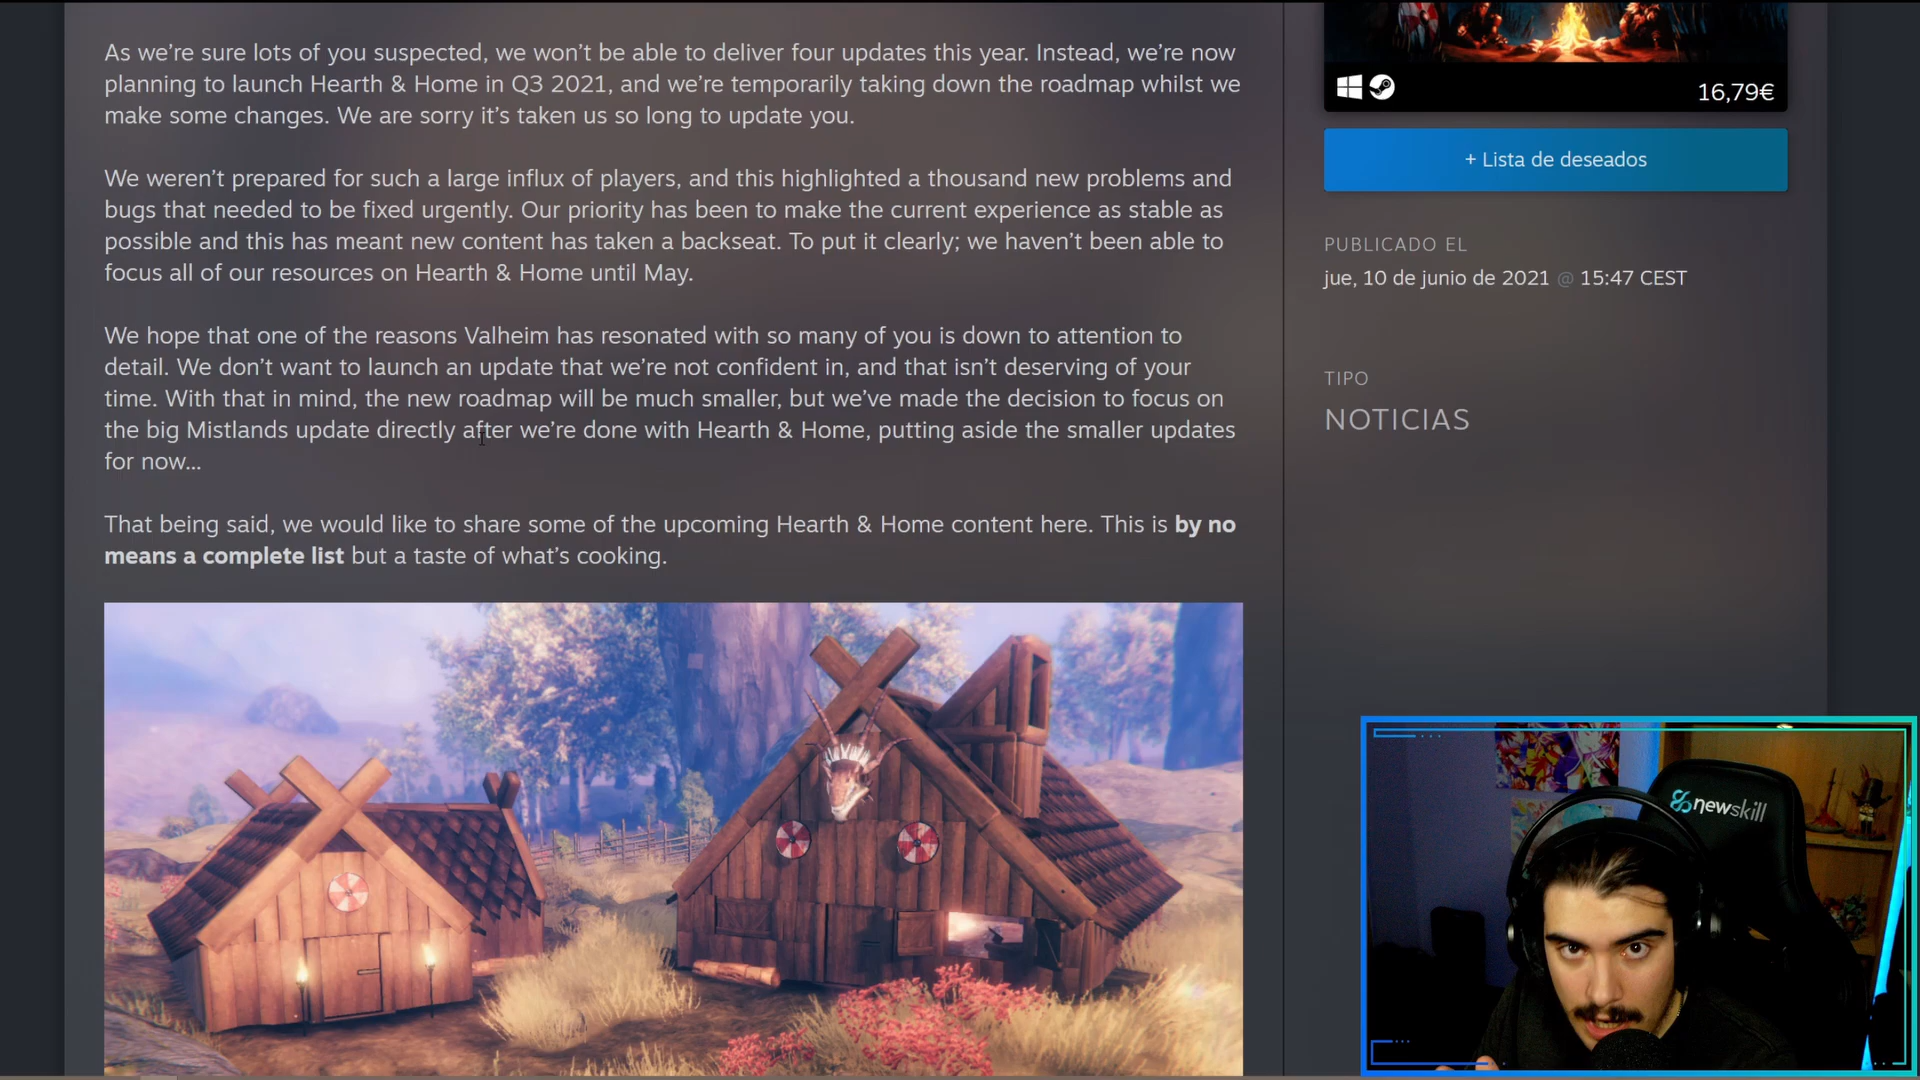 As we’re sure lots of you suspected, we won’t be able to deliver four updates this year. Instead, we’re now
planning to launch Hearth & Home in Q3 2021, and we’re temporarily taking down the roadmap whilst we
make some changes. We are sorry it’s taken us so long to update you.
We weren’t prepared for such a large influx of players, and this highlighted a thousand new problems and
bugs that needed to be fixed urgently. Our priority has been to make the current experience as stable as
possible and this has meant new content has taken a backseat. To put it clearly; we haven’t been able to
focus all of our resources on Hearth & Home until May.
We hope that one of the reasons Valheim has resonated with so many of you is down to attention to
detail. We don’t want to launch an update that we’re not confident in, and that isn’t deserving of your
time. With that in mind, the new roadmap will be much smaller, but we’ve made the decision to focus on
the big Mistlands update directly after we’re done with Hearth & Home, putting aside the smaller updates
for now...
That being said, we would like to share some of the upcoming Hearth & Home content here. This is by no
means a complete list but a taste of what’s cooking.
16,79€
+ Lista de deseados
PUBLICADO EL
jue, 10 de junio de 2021 @ 15:47 CEST
TIPO
NOTICIAS
newskill